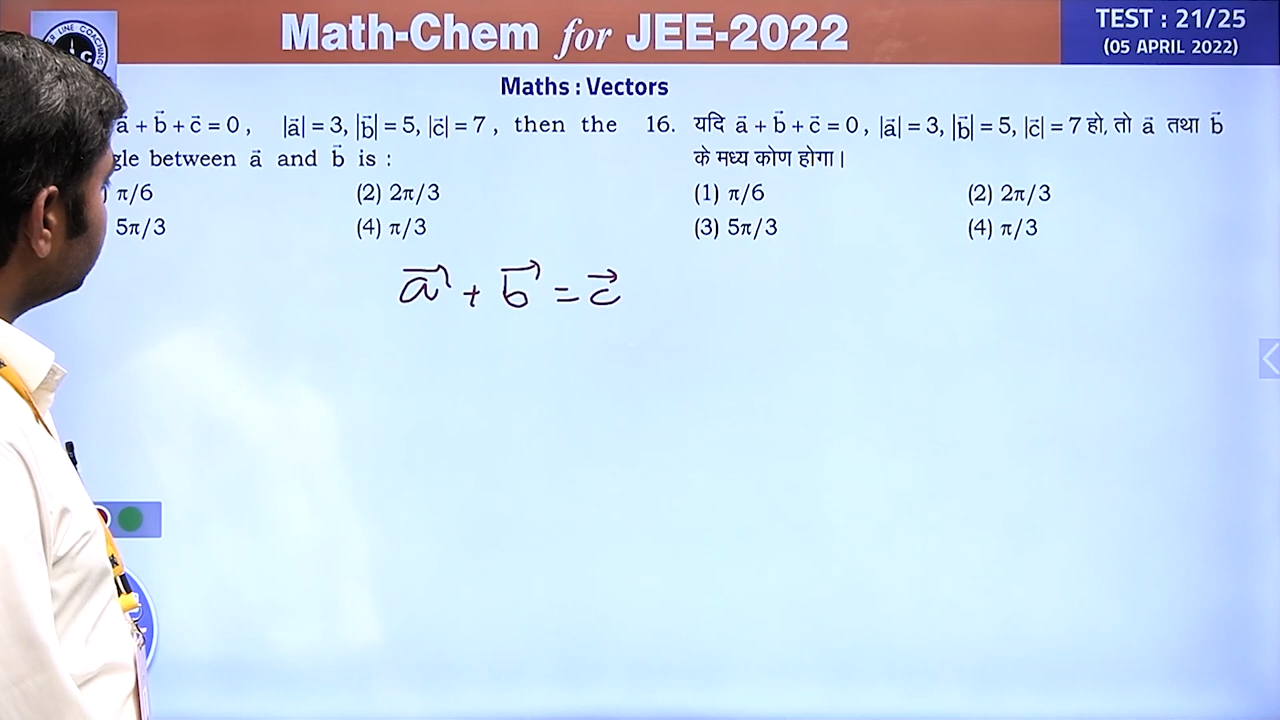 LINE COACHING
Math-Chem for JEE-2022
TEST : 21/25
(05 APRIL 2022)
Maths : Vectors
a⃗ + b⃗ + c⃗ = 0, |a⃗| = 3, |b⃗| = 5, |c⃗| = 7, then the
between a⃗ and b⃗ is :
π/6 (2) 2π/3
5π/3 (4) π/3
16. यदि a⃗ + b⃗ + c⃗ = 0, |a⃗| = 3, |b⃗| = 5, |c⃗| = 7 हो, तो a⃗ तथा b⃗
के मध्य कोण होगा।
(1) π/6 (2) 2π/3
(3) 5π/3 (4) π/3
a⃗ + b⃗ = c⃗